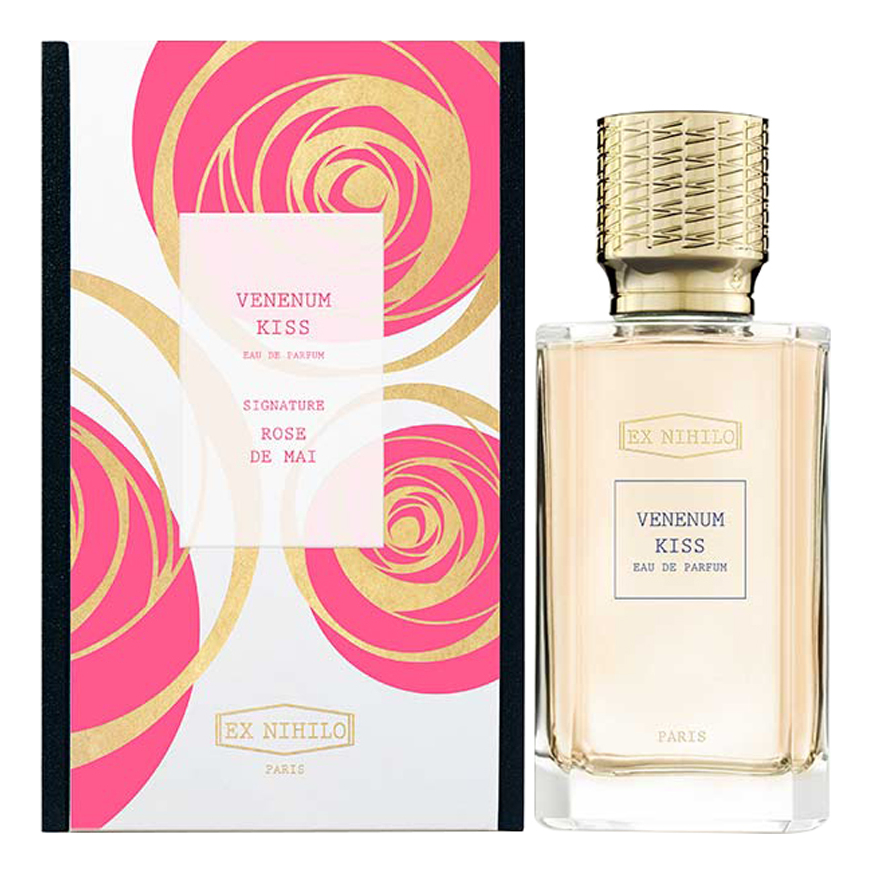 VENENUM
KISS
EAU DE PARFUM
SIGNATURE
ROSE
DE MAI
EX NIHILO
PARIS
EX NIHILO
VENENUM
KISS
EAU DE PARFUM
PARIS